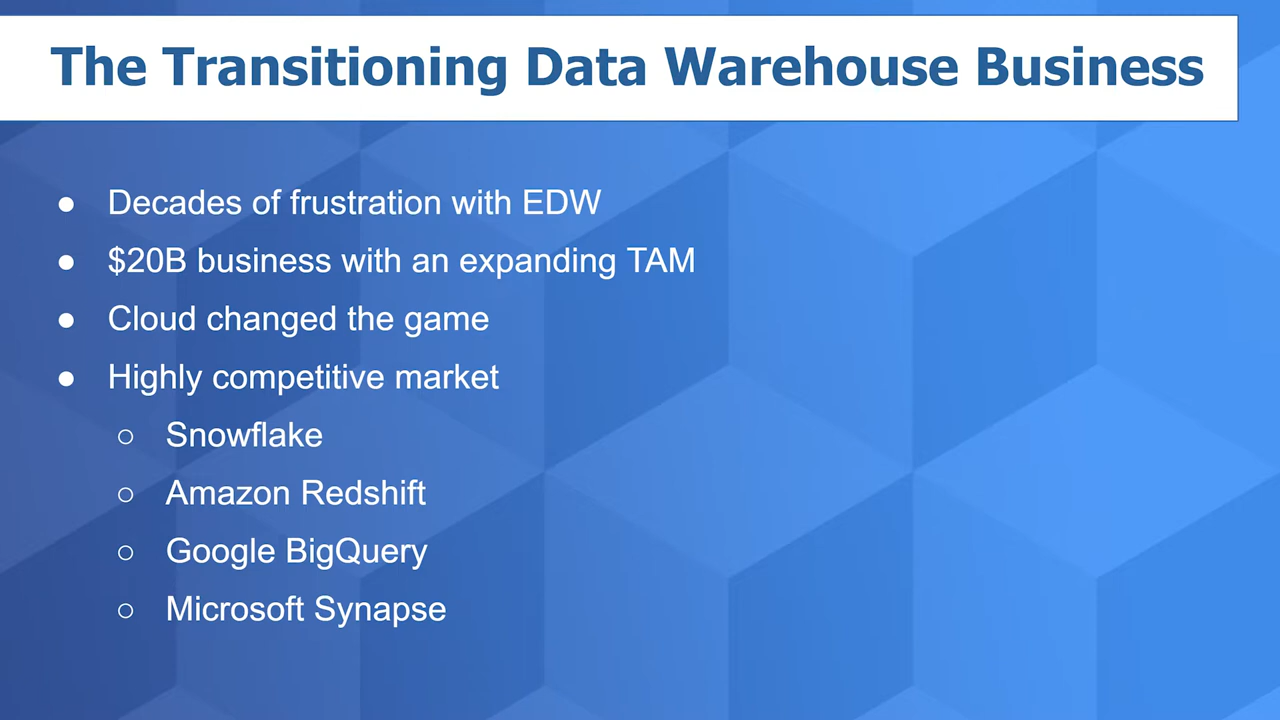 The Transitioning Data Warehouse Business
● Decades of frustration with EDW
● $20B business with an expanding TAM
● Cloud changed the game
● Highly competitive market
○ Snowflake
○ Amazon Redshift
○ Google BigQuery
○ Microsoft Synapse